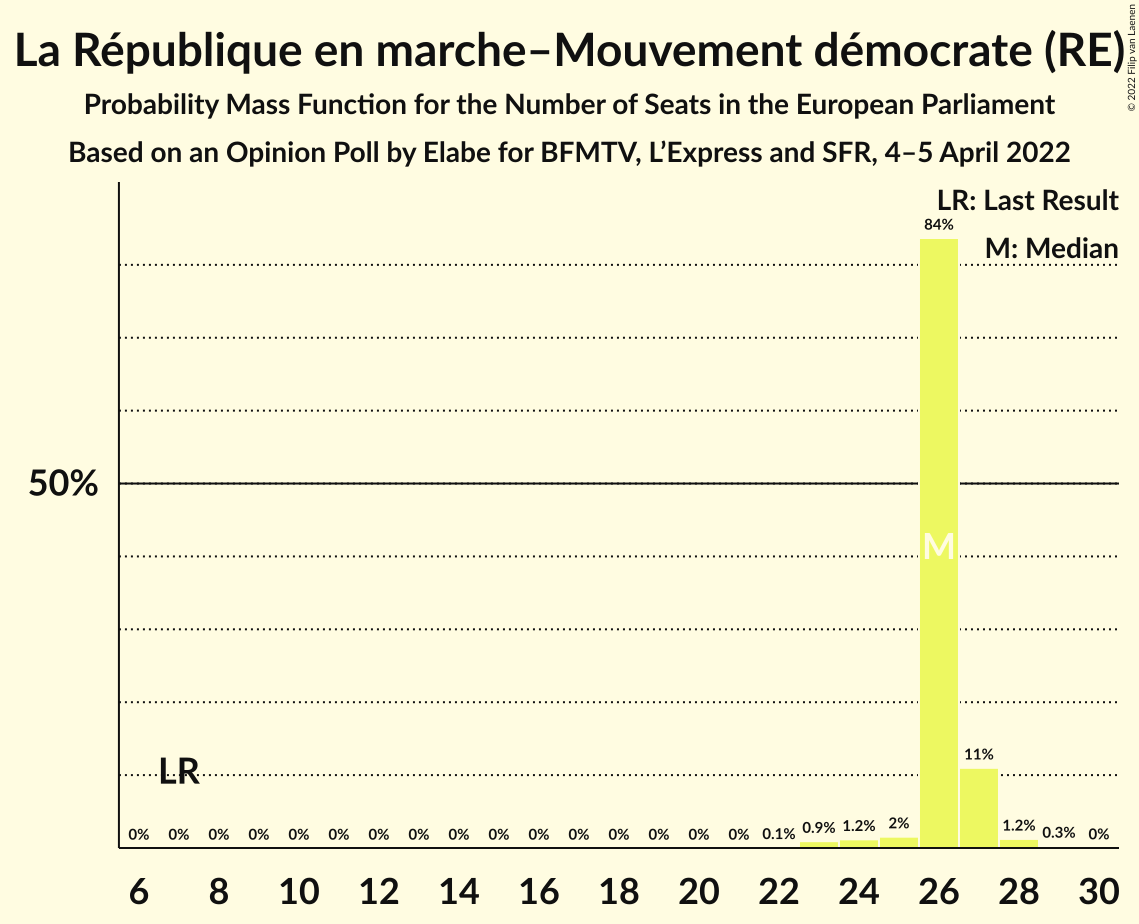 La République en marche–Mouvement démocrate (RE)
© 2022 Filip van Laenen
Probability Mass Function for the Number of Seats in the European Parliament
Based on an Opinion Poll by Elabe for BFMTV, L’Express and SFR, 4–5 April 2022
LR: Last Result
84%
M: Median
50%
M
LR
11%
0% 0% 0% 0% 0% 0% 0% 0% 0% 0% 0% 0% 0% 0% 0% 0% 0.1% 0.9% 1.2% 2% 1.2% 0.3% 0%
6 8 10 12 14 16 18 20 22 24 26 28 30